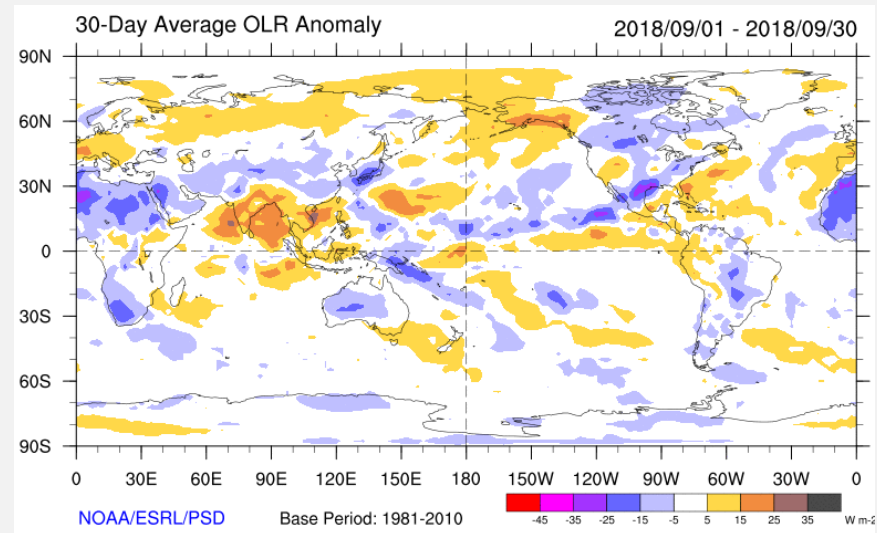 30-Day Average OLR Anomaly 2018/09/01 - 2018/09/30
90N
60N
30N
0
30S
60S
90S
0 30E 60E 90E 120E 150E 180 150W 120W 90W 60W 30W 0
NOAA/ESRL/PSD Base Period: 1981-2010
-45 -35 -25 -15 -5 5 15 25 35 W m-2